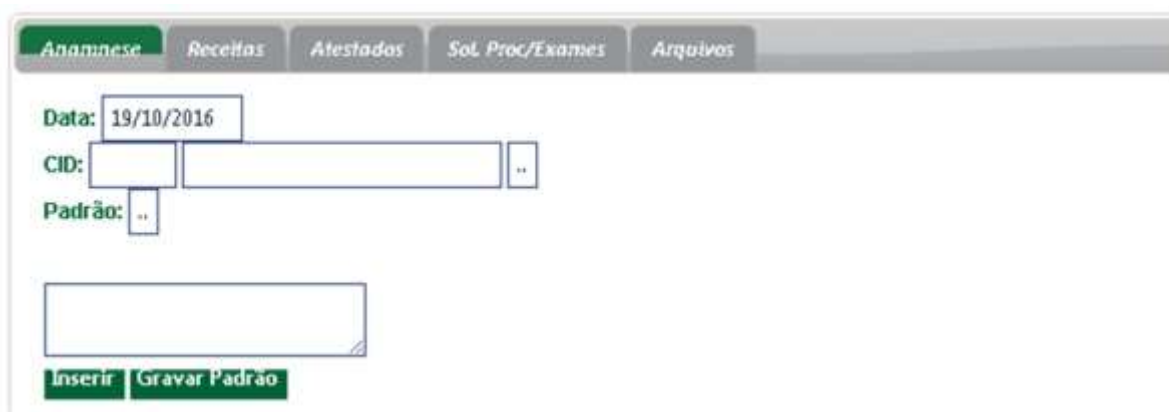 Anamnese Receitas Atestados Sol. Proc/Exames Arquivos
Data: 19/10/2016
CID: ..
Padrão: ..
Inserir Gravar Padrão